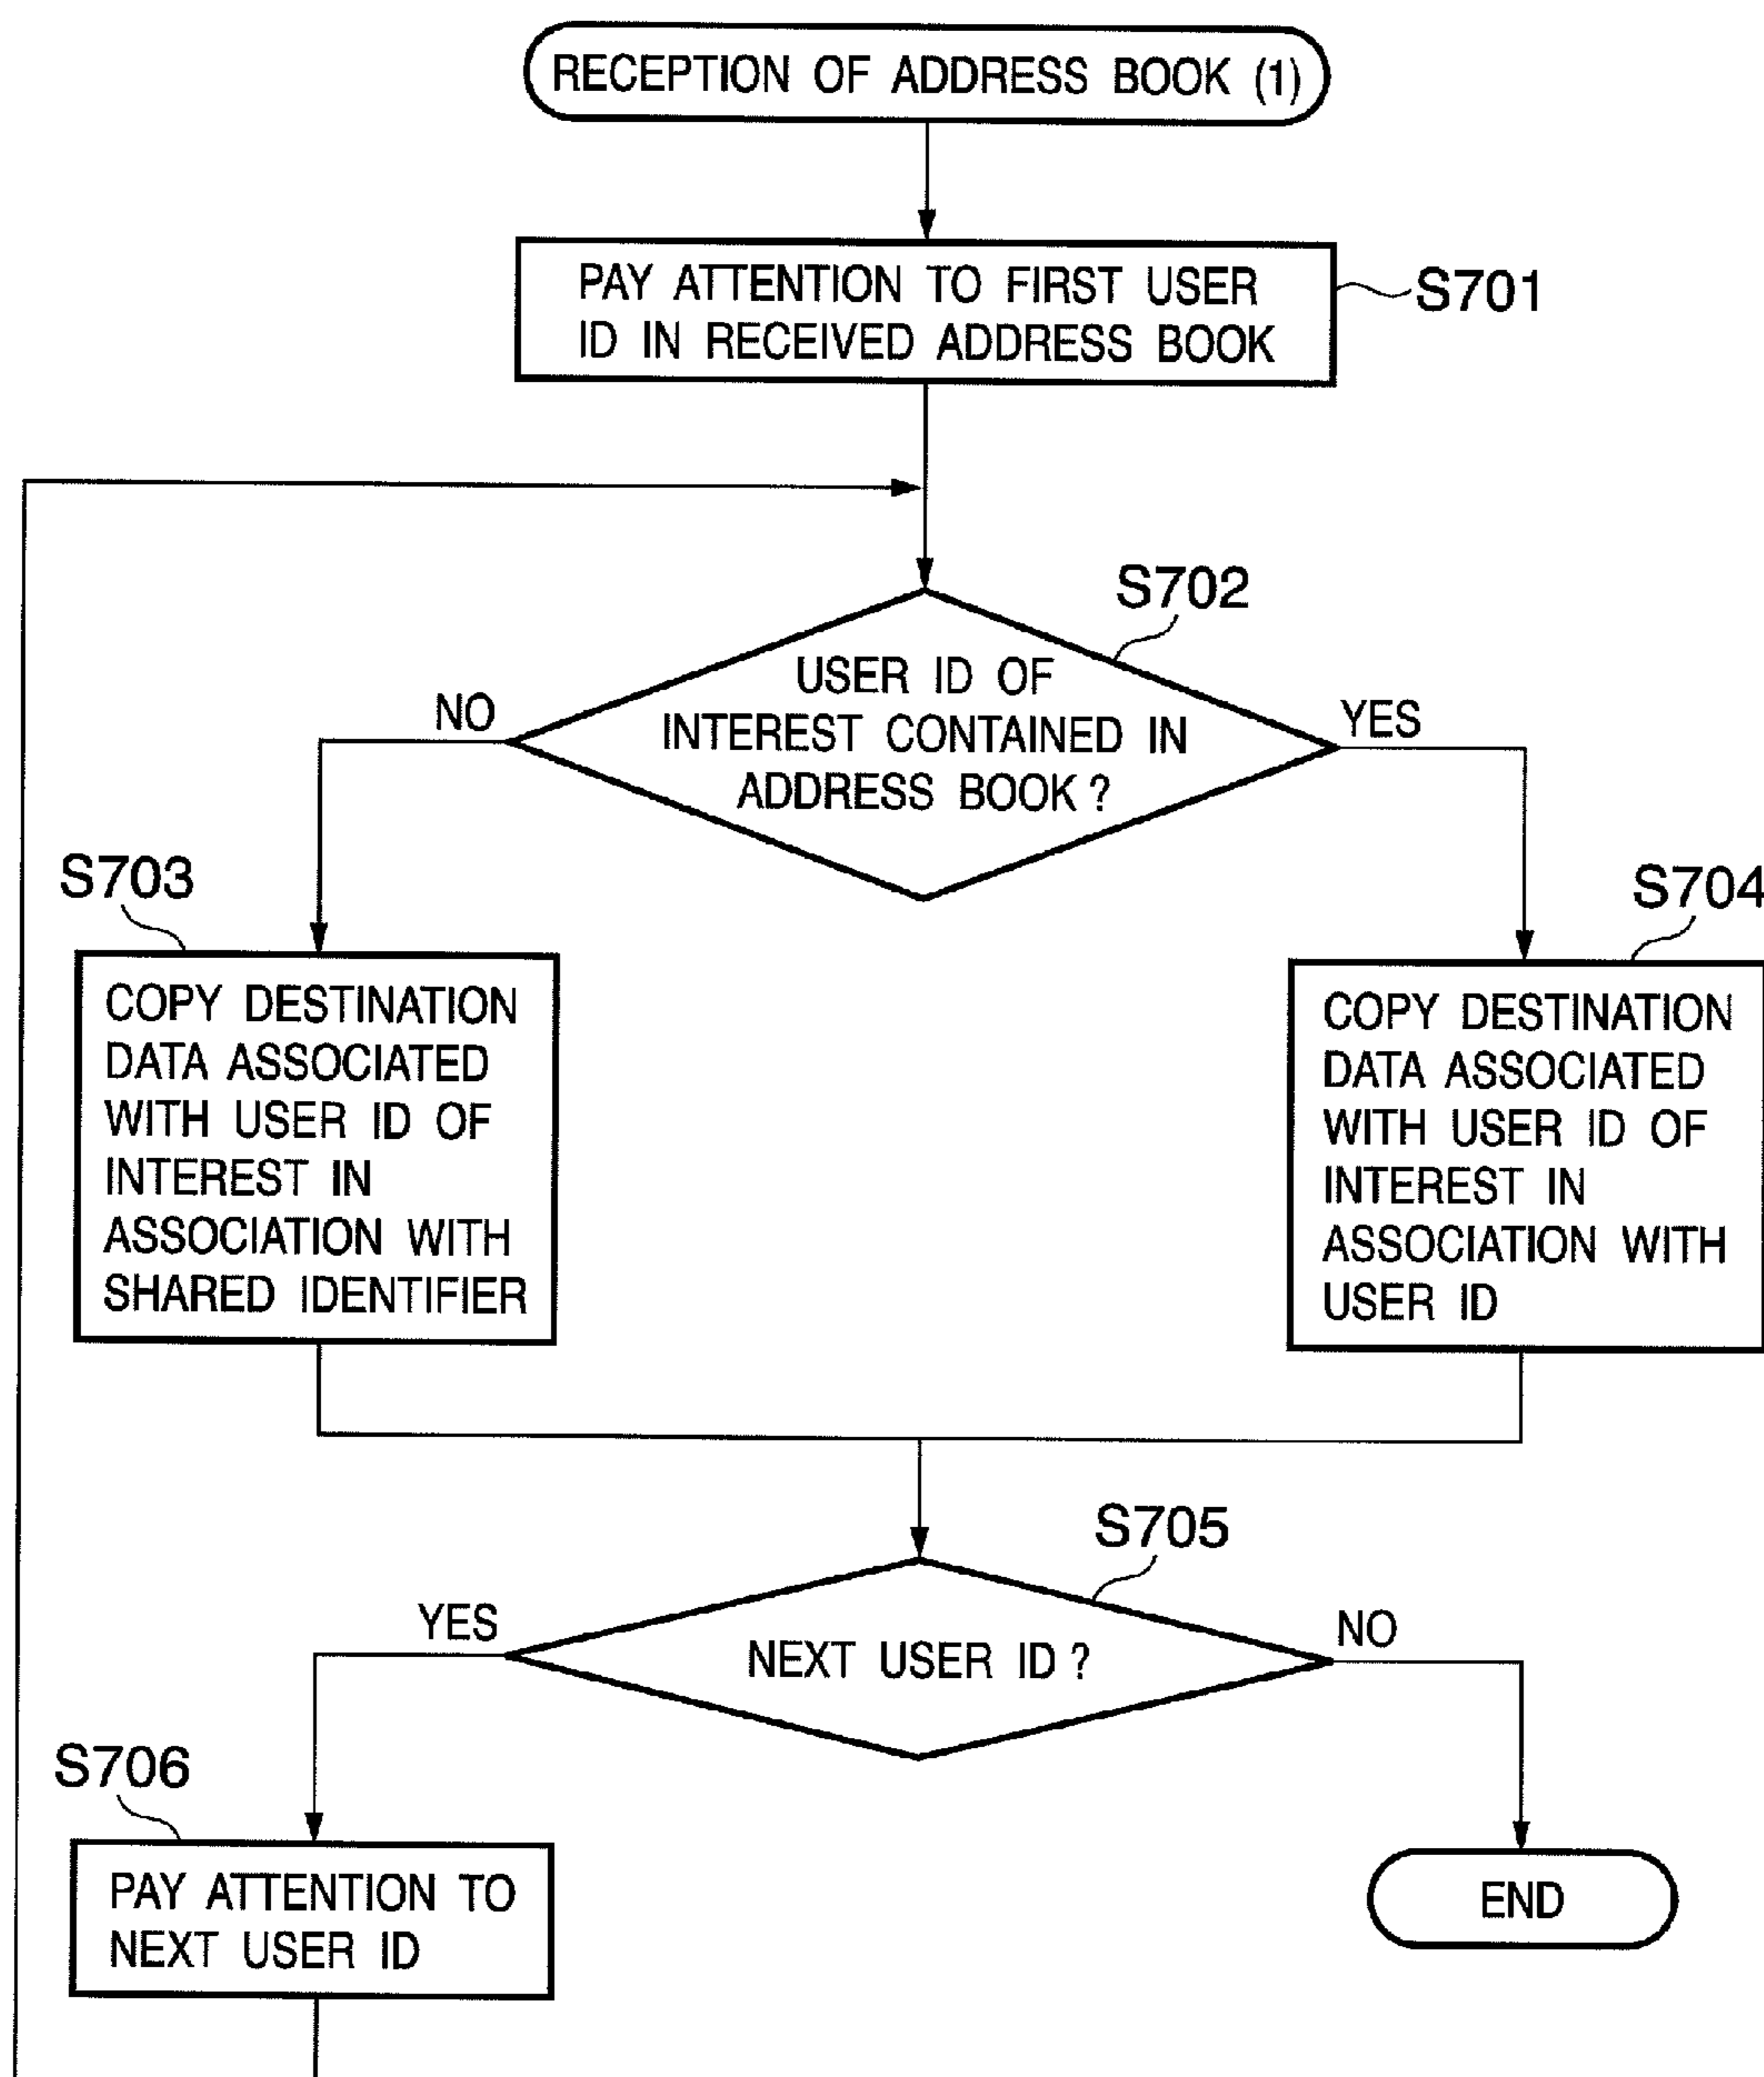 RECEPTION OF ADDRESS BOOK (1)
PAY ATTENTION TO FIRST USER
ID IN RECEIVED ADDRESS BOOK
S701
S702
USER ID OF
INTEREST CONTAINED IN
ADDRESS BOOK ?
NO
YES
S703
COPY DESTINATION
DATA ASSOCIATED
WITH USER ID OF
INTEREST IN
ASSOCIATION WITH
SHARED IDENTIFIER
S704
COPY DESTINATION
DATA ASSOCIATED
WITH USER ID OF
INTEREST IN
ASSOCIATION WITH
USER ID
S705
NEXT USER ID ?
YES
NO
S706
PAY ATTENTION TO
NEXT USER ID
END